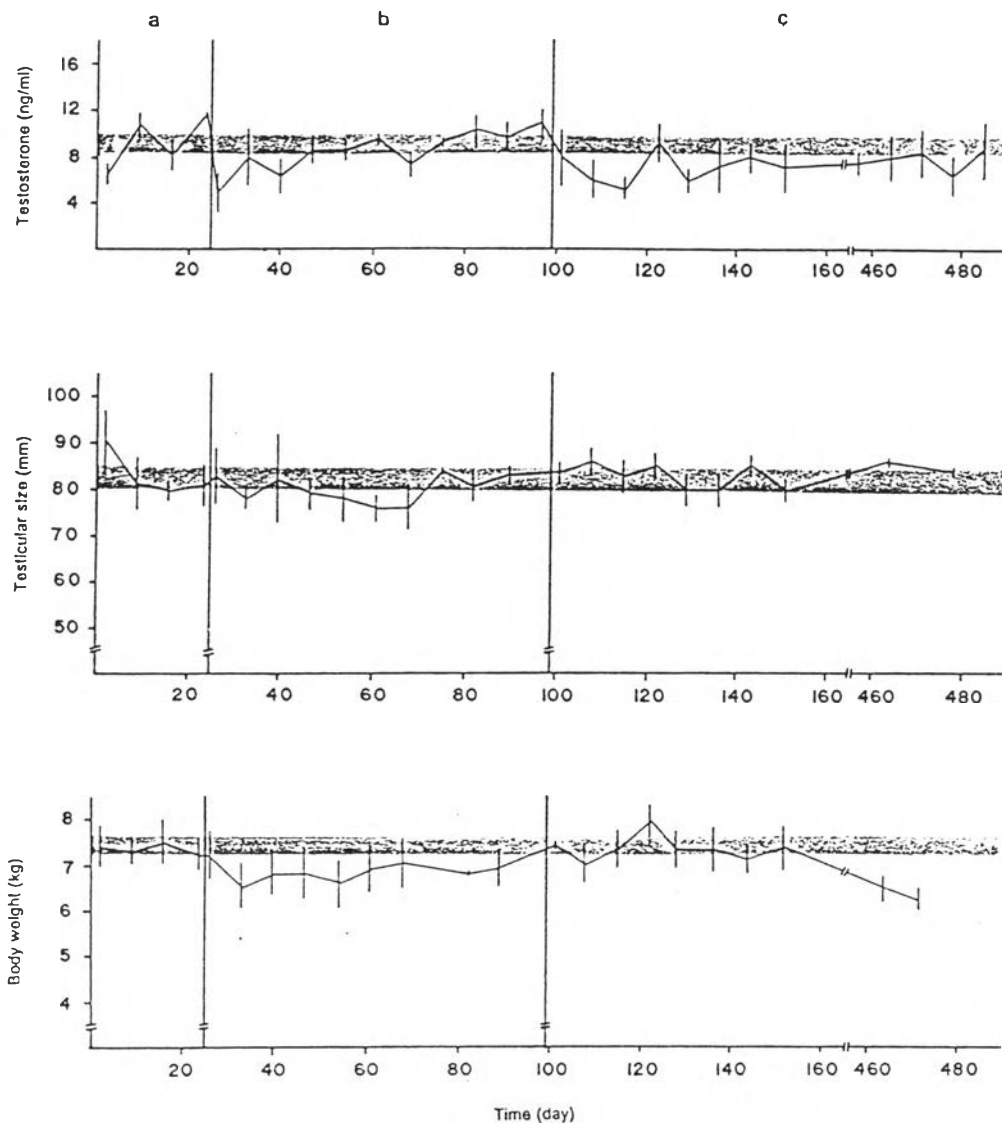 a b c
Testosterone (ng/ml)
16
12
8
4
20 40 60 80 100 120 140 160 460 480
Testicular size (mm)
100
90
80
70
60
50
20 40 60 80 100 120 140 160 460 480
Body weight (kg)
8
7
6
5
4
20 40 60 80 100 120 140 160 460 480
Time (day)